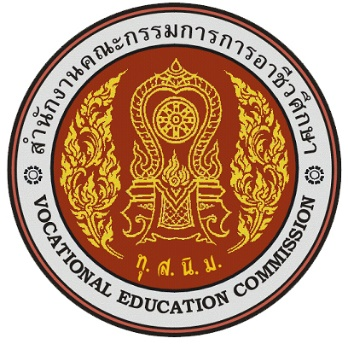 สำนักงานคณะกรรมการการอาชีวศึกษา
ทุ. ส. นิ. ม.
VOCATIONAL EDUCATION COMMISSION